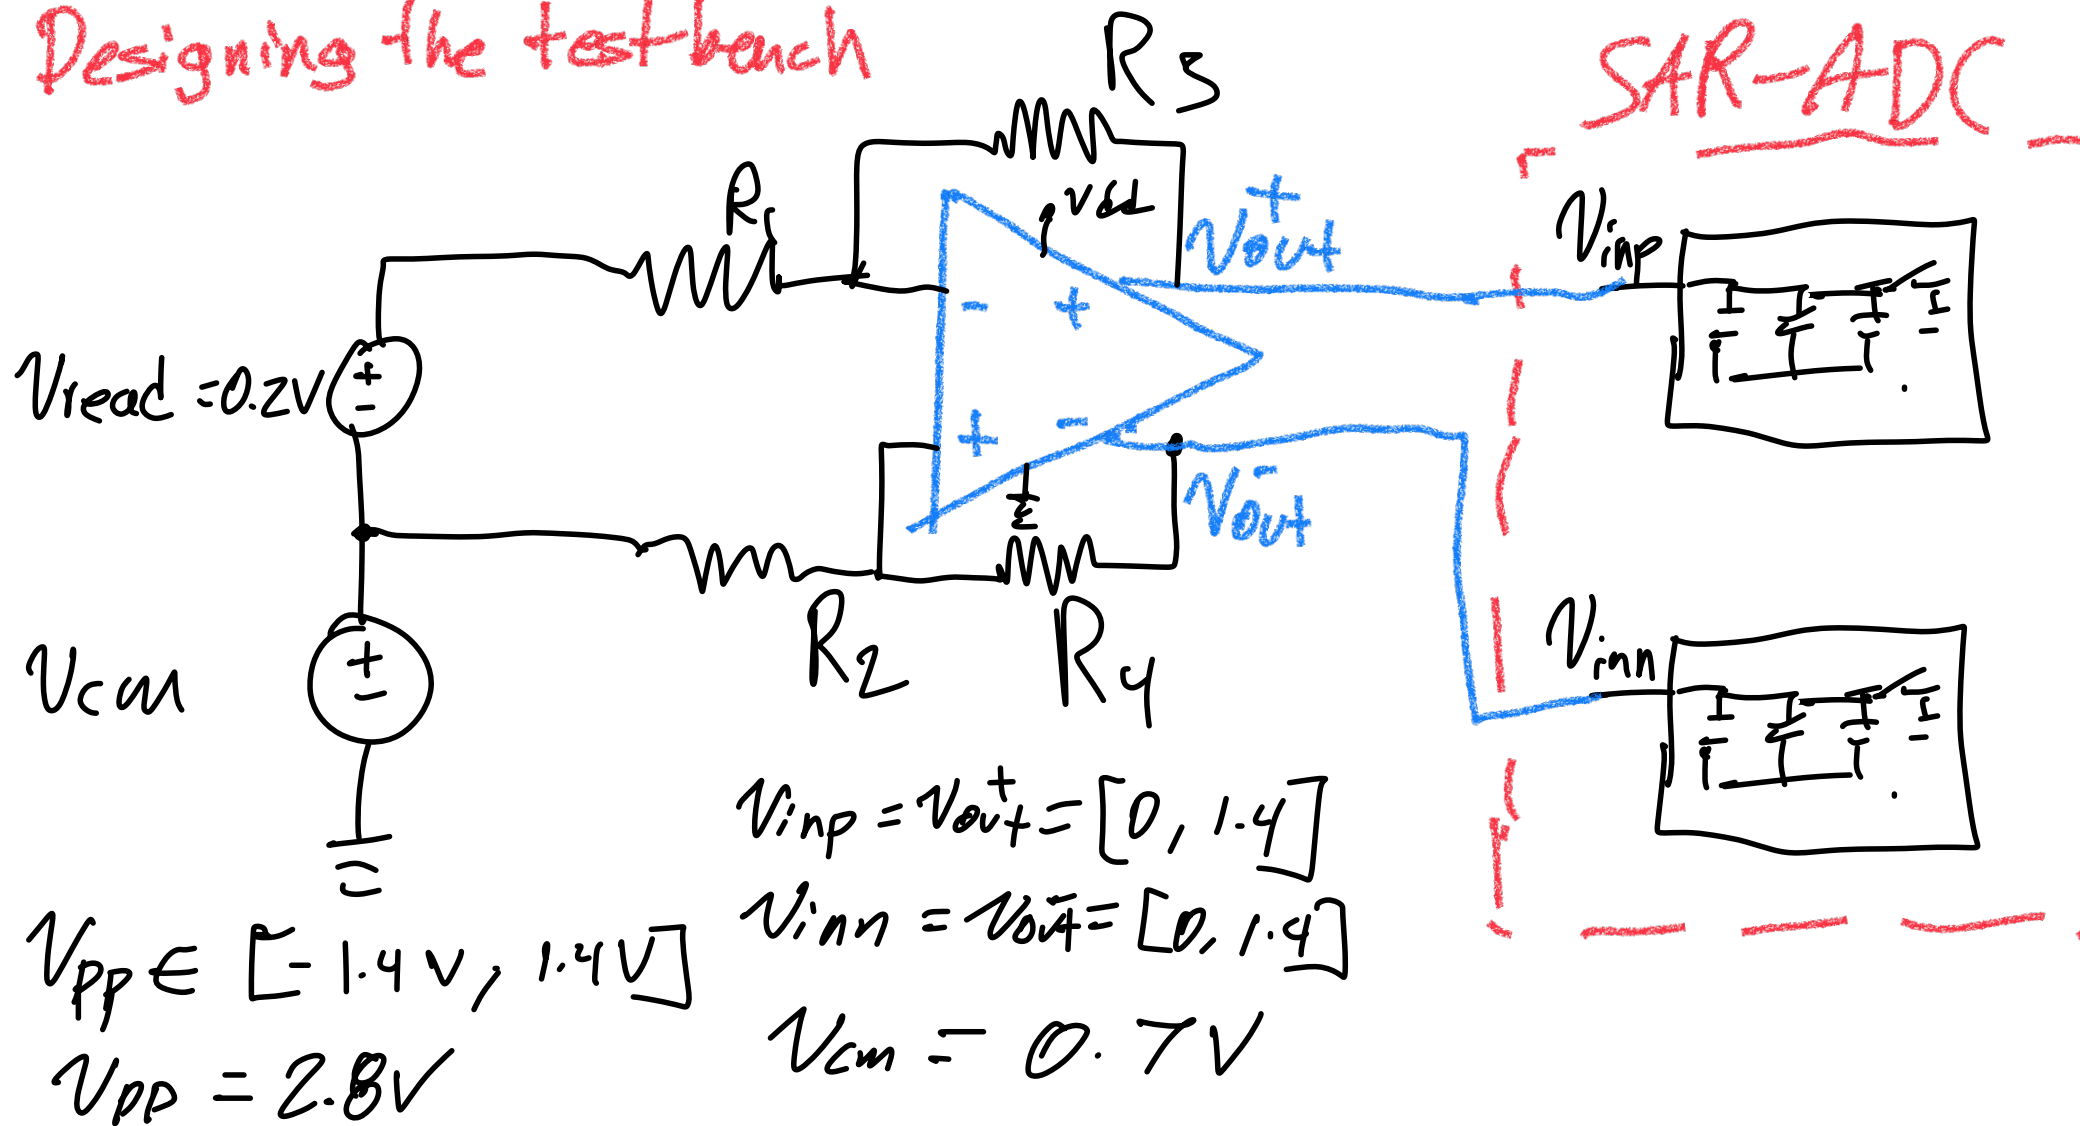 Designing the testbench
SAR-ADC
R3
R1
Vdd
V+out
Vinp
- +
Vread = 0.2V
+
-
+ -
V-out
Vinn
R2
R4
Vcm
+
-
Vinp = V+out = [0, 1.4]
Vinn = V-out = [0, 1.4]
Vcm = 0.7V
Vpp ∈ [-1.4V, 1.4V]
Vpp = 2.8V